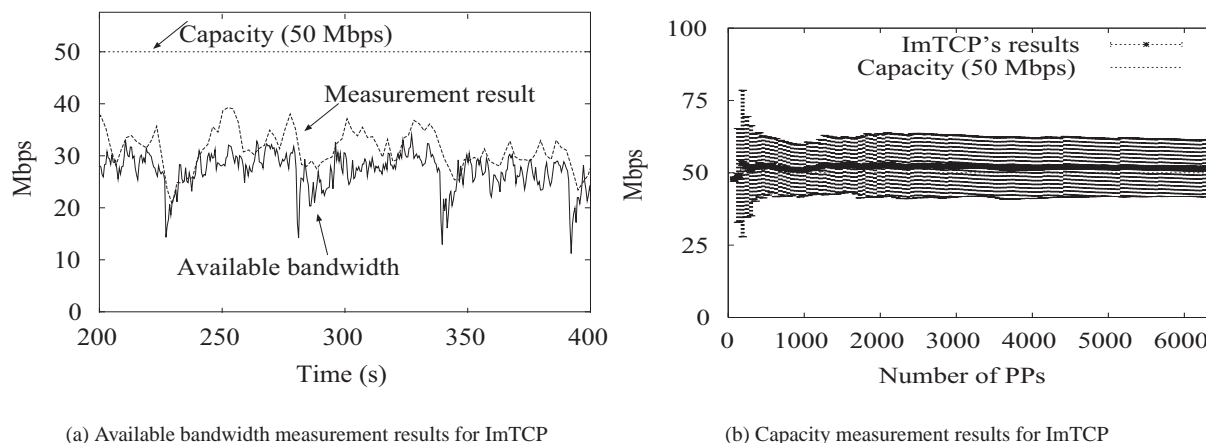 Capacity (50 Mbps)
Measurement result
Available bandwidth
Mbps
50
40
30
20
10
0
200
250
300
350
400
Time (s)
(a) Available bandwidth measurement results for ImTCP
ImTCP's results
Capacity (50 Mbps)
Mbps
100
75
50
25
0
0
1000
2000
3000
4000
5000
6000
Number of PPs
(b) Capacity measurement results for ImTCP